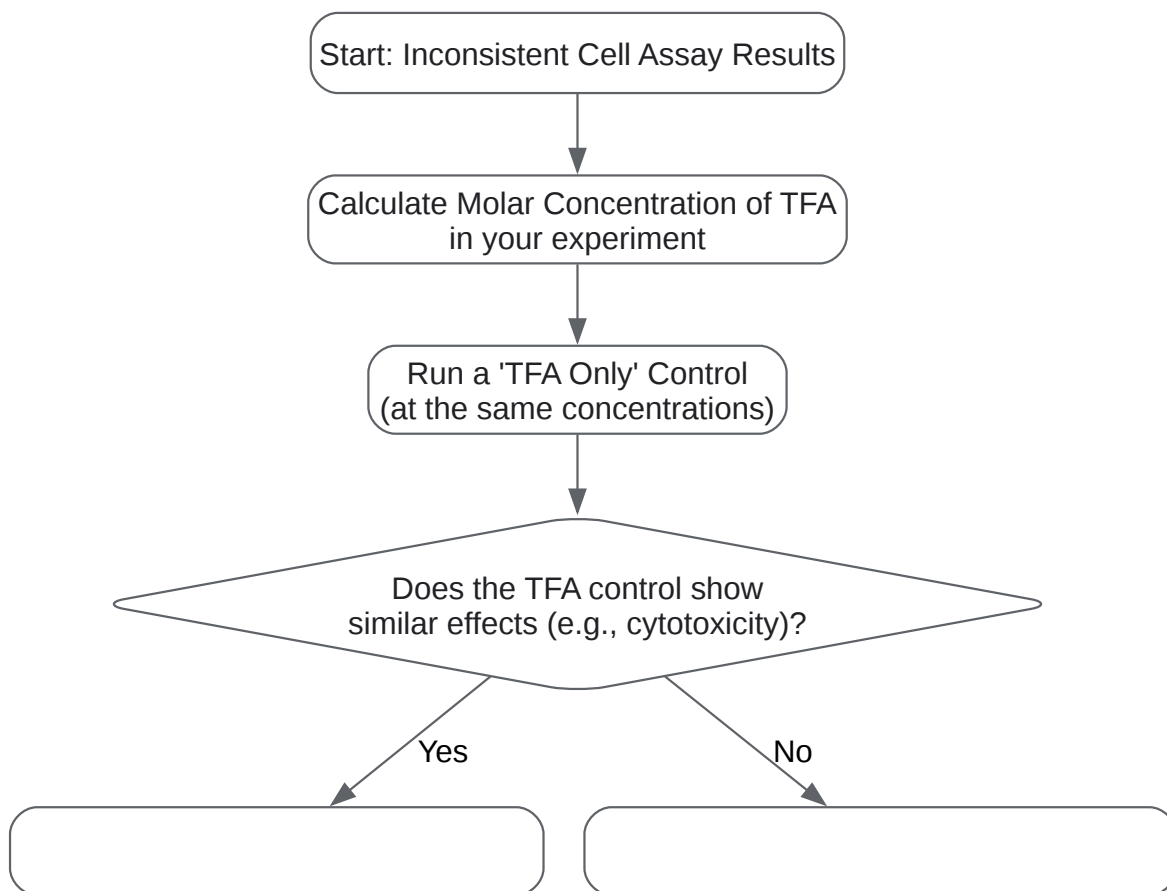 Start: Inconsistent Cell Assay Results
Calculate Molar Concentration of TFA
in your experiment
Run a 'TFA Only' Control
(at the same concentrations)
Does the TFA control show
similar effects (e.g., cytotoxicity)?
Yes
No